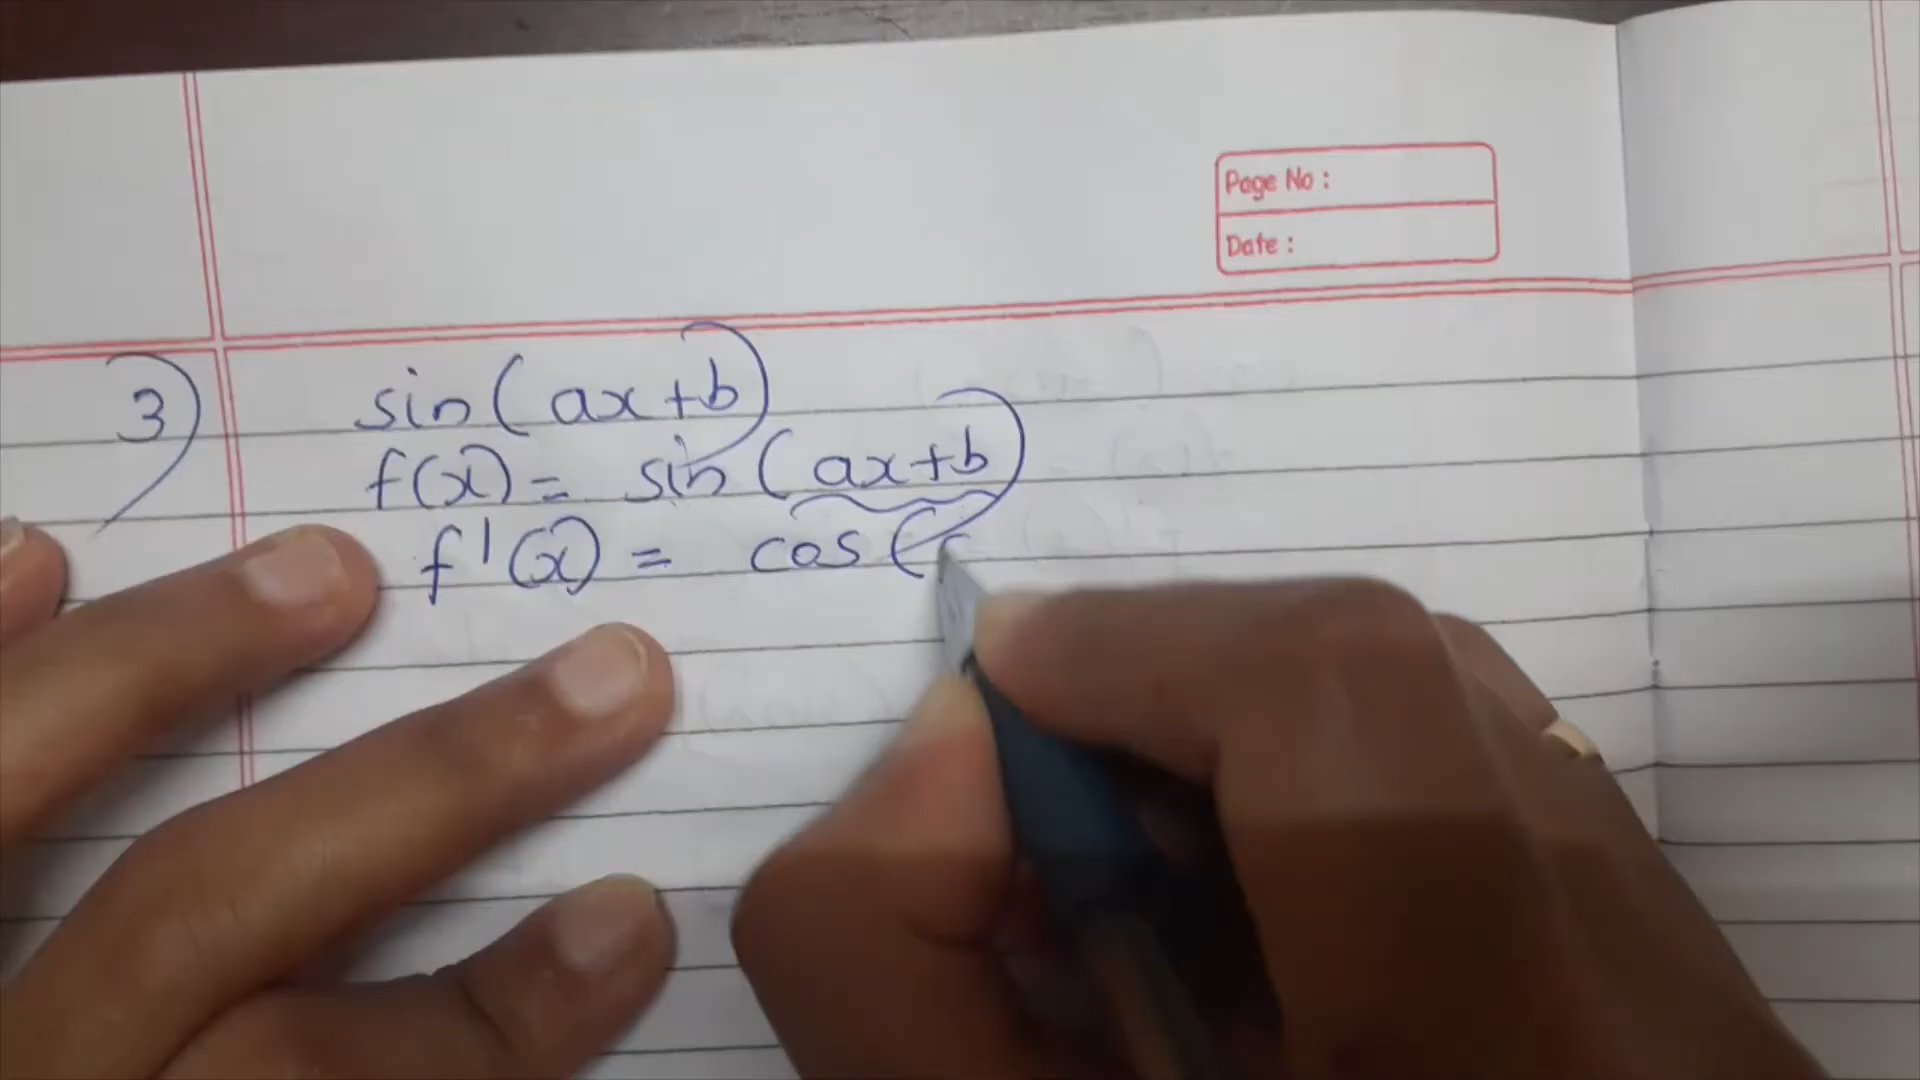 Page No :
Date :
3) sin(ax+b)
f(x) = sin(ax+b)
f'(x) = cos(